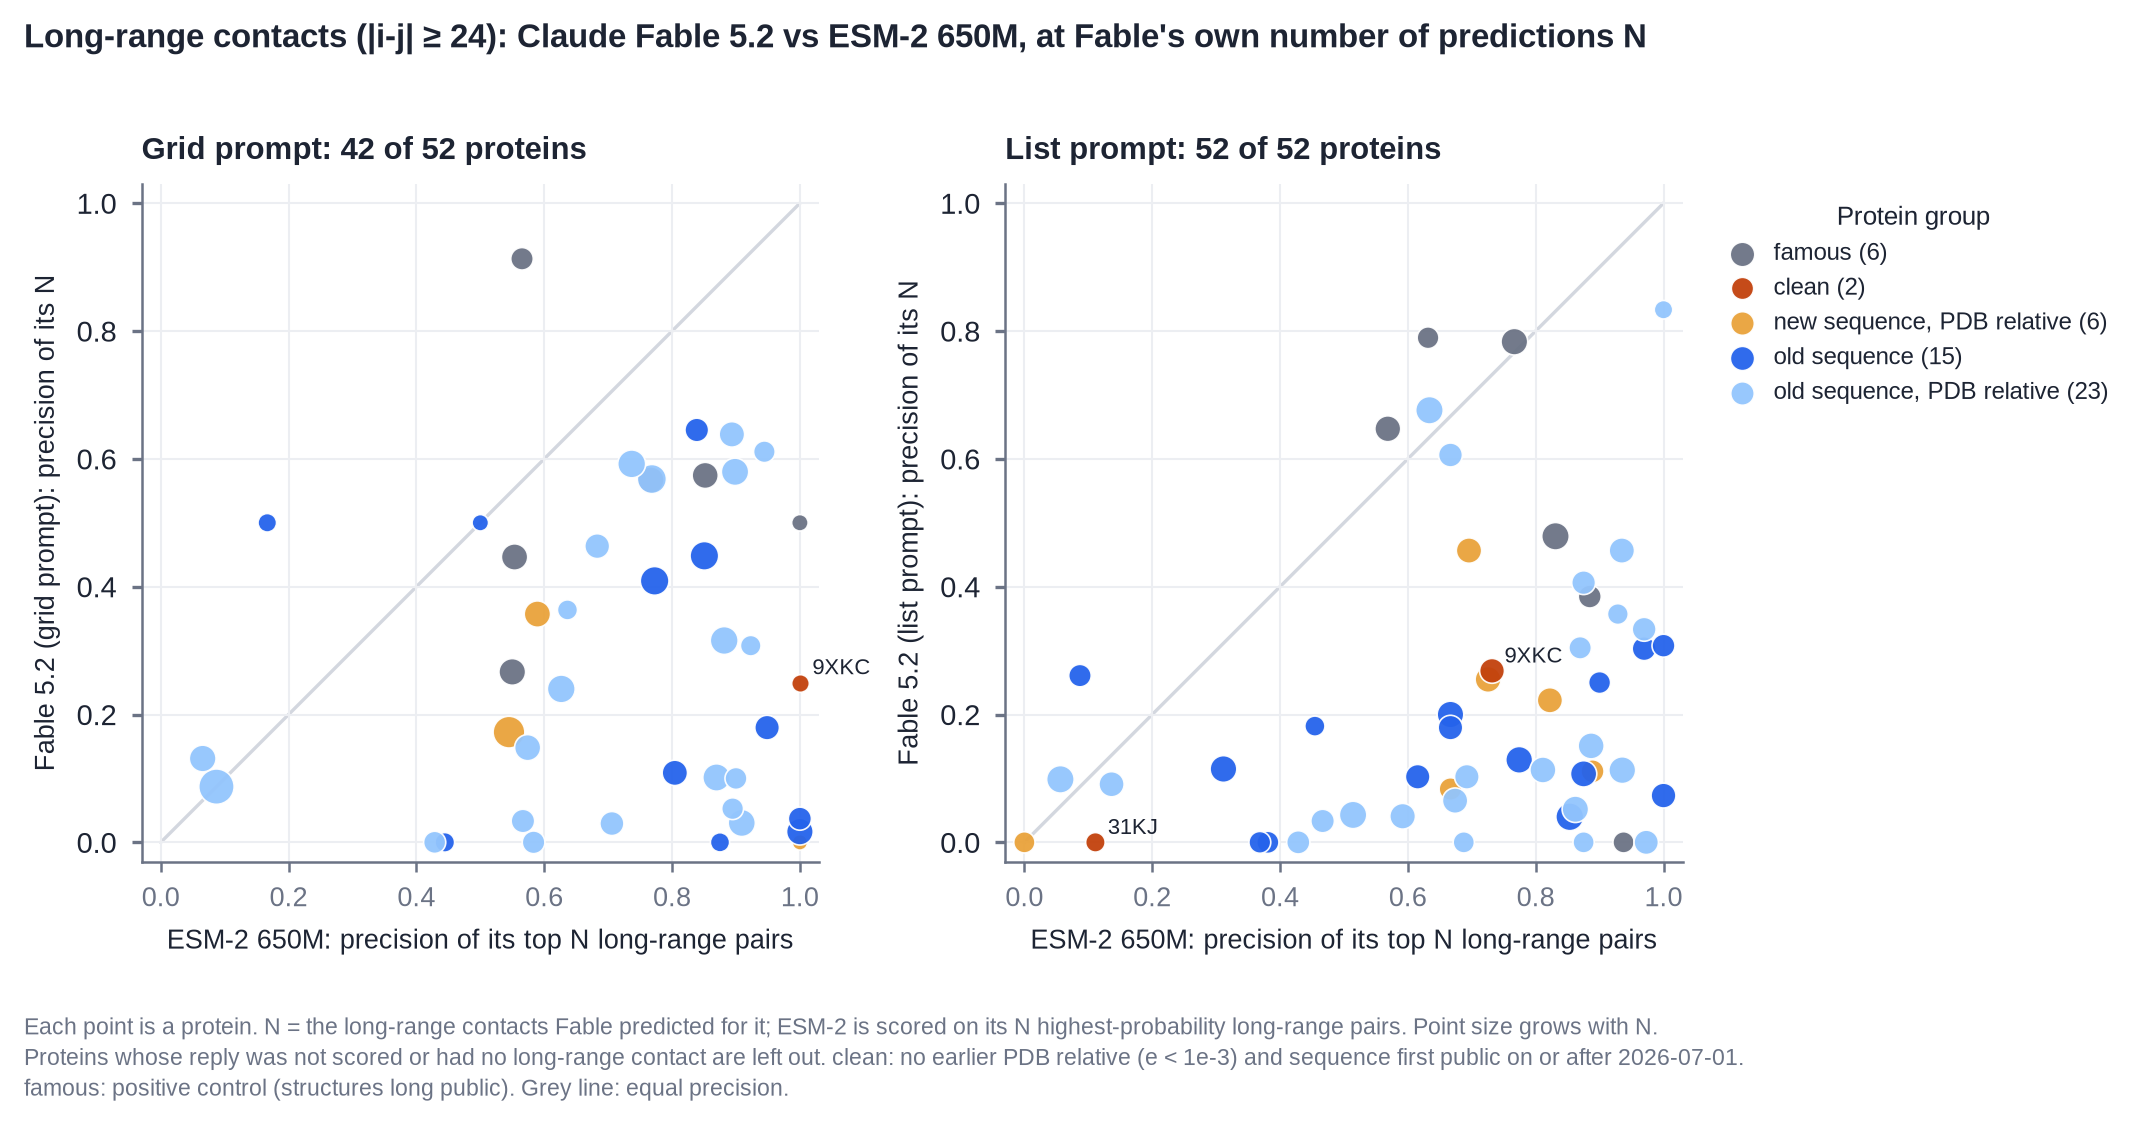 Long-range contacts (|i-j| ≥ 24): Claude Fable 5.2 vs ESM-2 650M, at Fable's own number of predictions N
Grid prompt: 42 of 52 proteins
Fable 5.2 (grid prompt): precision of its N
1.0
0.8
0.6
0.4
0.2
0.0
9XKC
0.0 0.2 0.4 0.6 0.8 1.0
ESM-2 650M: precision of its top N long-range pairs
List prompt: 52 of 52 proteins
Fable 5.2 (list prompt): precision of its N
1.0
0.8
0.6
0.4
0.2
0.0
9XKC
31KJ
0.0 0.2 0.4 0.6 0.8 1.0
ESM-2 650M: precision of its top N long-range pairs
Protein group
famous (6)
clean (2)
new sequence, PDB relative (6)
old sequence (15)
old sequence, PDB relative (23)
Each point is a protein. N = the long-range contacts Fable predicted for it; ESM-2 is scored on its N highest-probability long-range pairs. Point size grows with N.
Proteins whose reply was not scored or had no long-range contact are left out. clean: no earlier PDB relative (e < 1e-3) and sequence first public on or after 2026-07-01.
famous: positive control (structures long public). Grey line: equal precision.